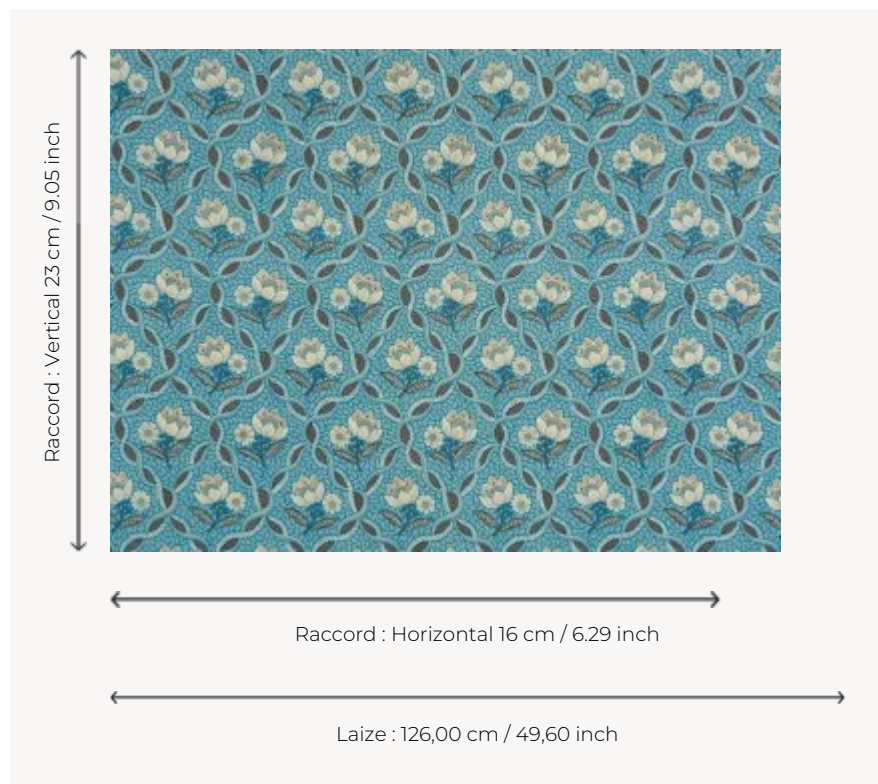 Raccord : Vertical 23 cm / 9.05 inch
Raccord : Horizontal 16 cm / 6.29 inch
Laize : 126,00 cm / 49,60 inch